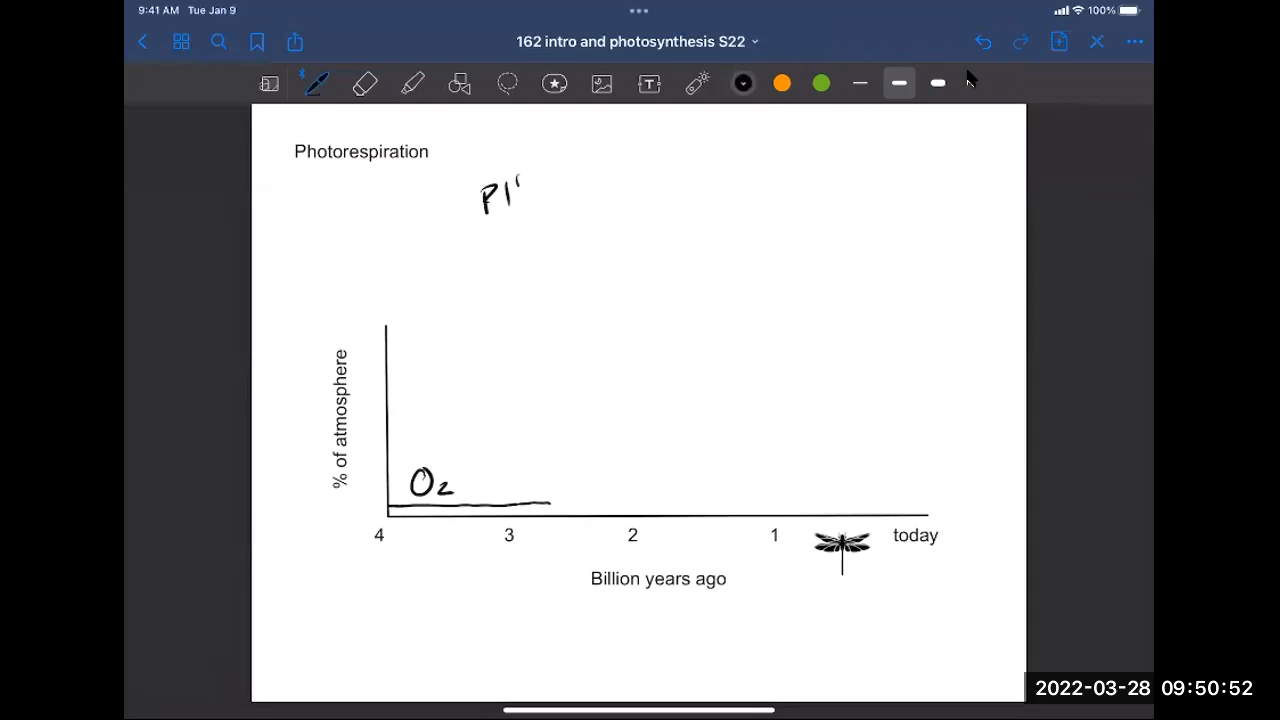 9:41 AM Tue Jan 9
100%
162 intro and photosynthesis S22
T
Photorespiration
% of atmosphere
O2
4 3 2 1 today
Billion years ago
2022-03-28 09:50:52